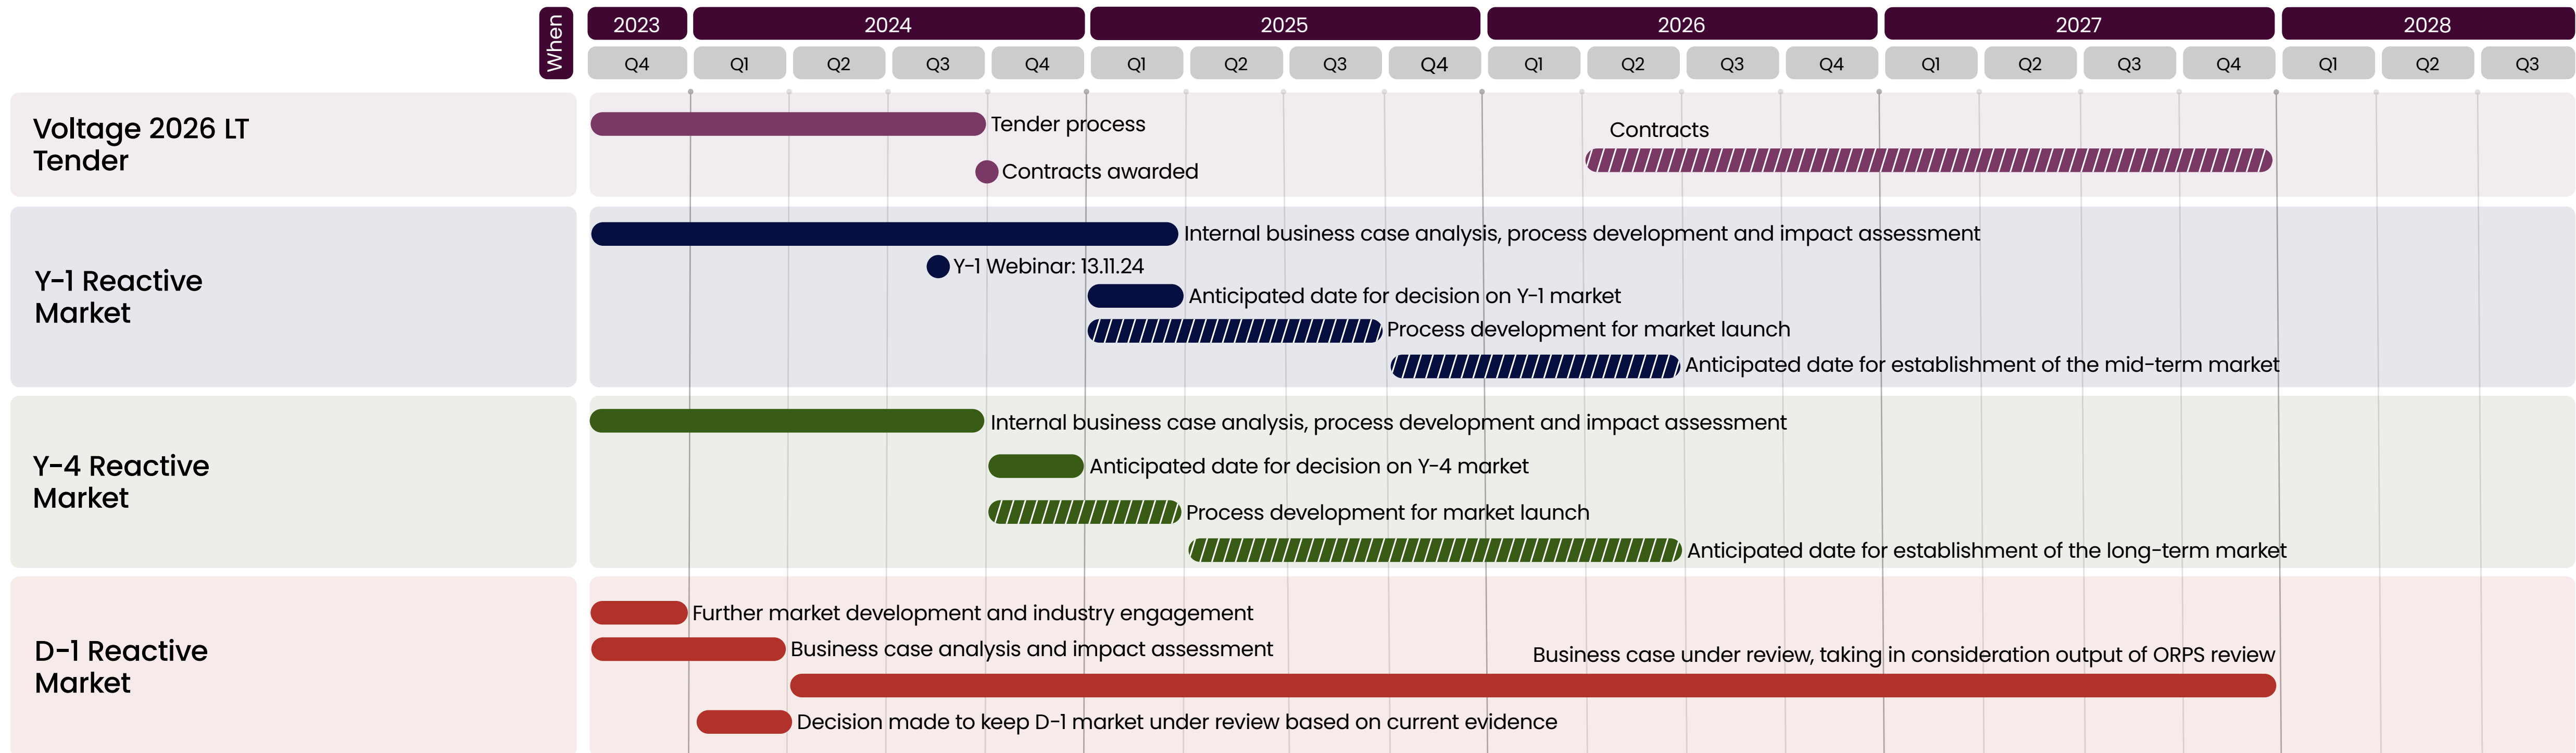 When
2023 2024 2025 2026 2027 2028
Q4 Q1 Q2 Q3 Q4 Q1 Q2 Q3 Q4 Q1 Q2 Q3 Q4 Q1 Q2 Q3 Q4 Q1 Q2 Q3
Voltage 2026 LT
Tender
Tender process
Contracts
Contracts awarded
Y-1 Reactive
Market
Internal business case analysis, process development and impact assessment
Y-1 Webinar: 13.11.24
Anticipated date for decision on Y-1 market
Process development for market launch
Anticipated date for establishment of the mid-term market
Y-4 Reactive
Market
Internal business case analysis, process development and impact assessment
Anticipated date for decision on Y-4 market
Process development for market launch
Anticipated date for establishment of the long-term market
D-1 Reactive
Market
Further market development and industry engagement
Business case analysis and impact assessment
Business case under review, taking in consideration output of ORPS review
Decision made to keep D-1 market under review based on current evidence